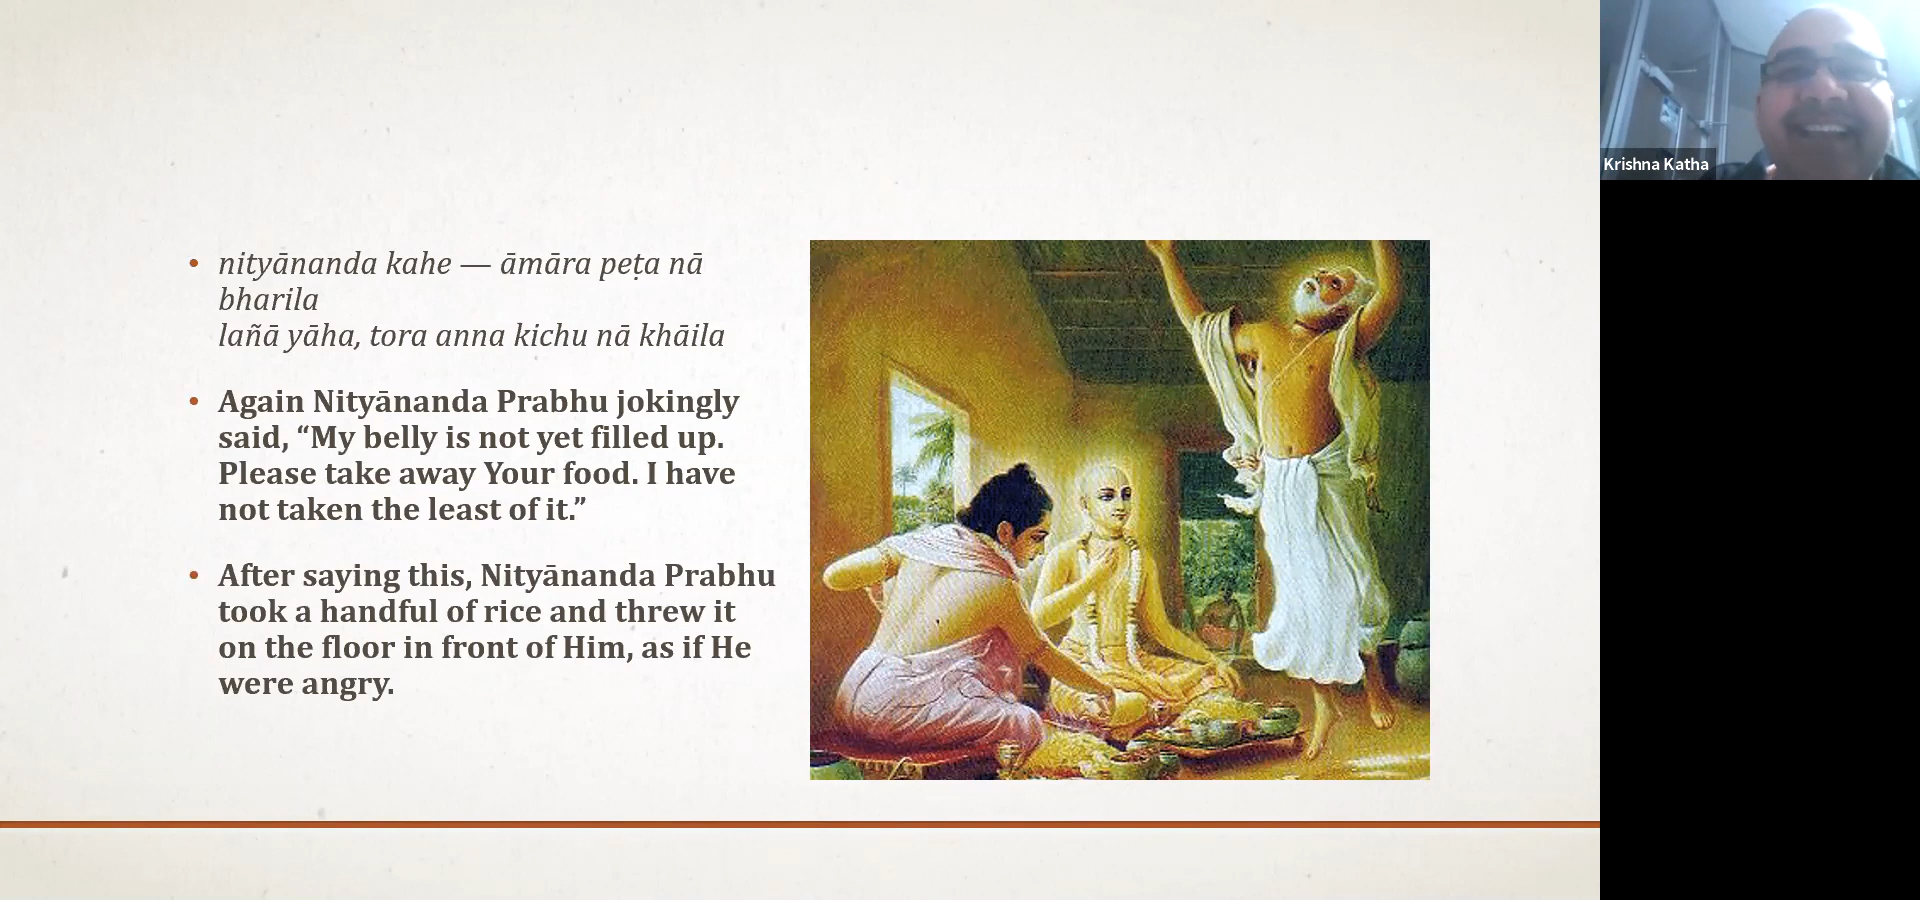 • nityānanda kahe — āmāra peṭa nā
bharila
lañā yāha, tora anna kichu nā khāila
• Again Nityānanda Prabhu jokingly
said, “My belly is not yet filled up.
Please take away Your food. I have
not taken the least of it.”
• After saying this, Nityānanda Prabhu
took a handful of rice and threw it
on the floor in front of Him, as if He
were angry.
Krishna Katha